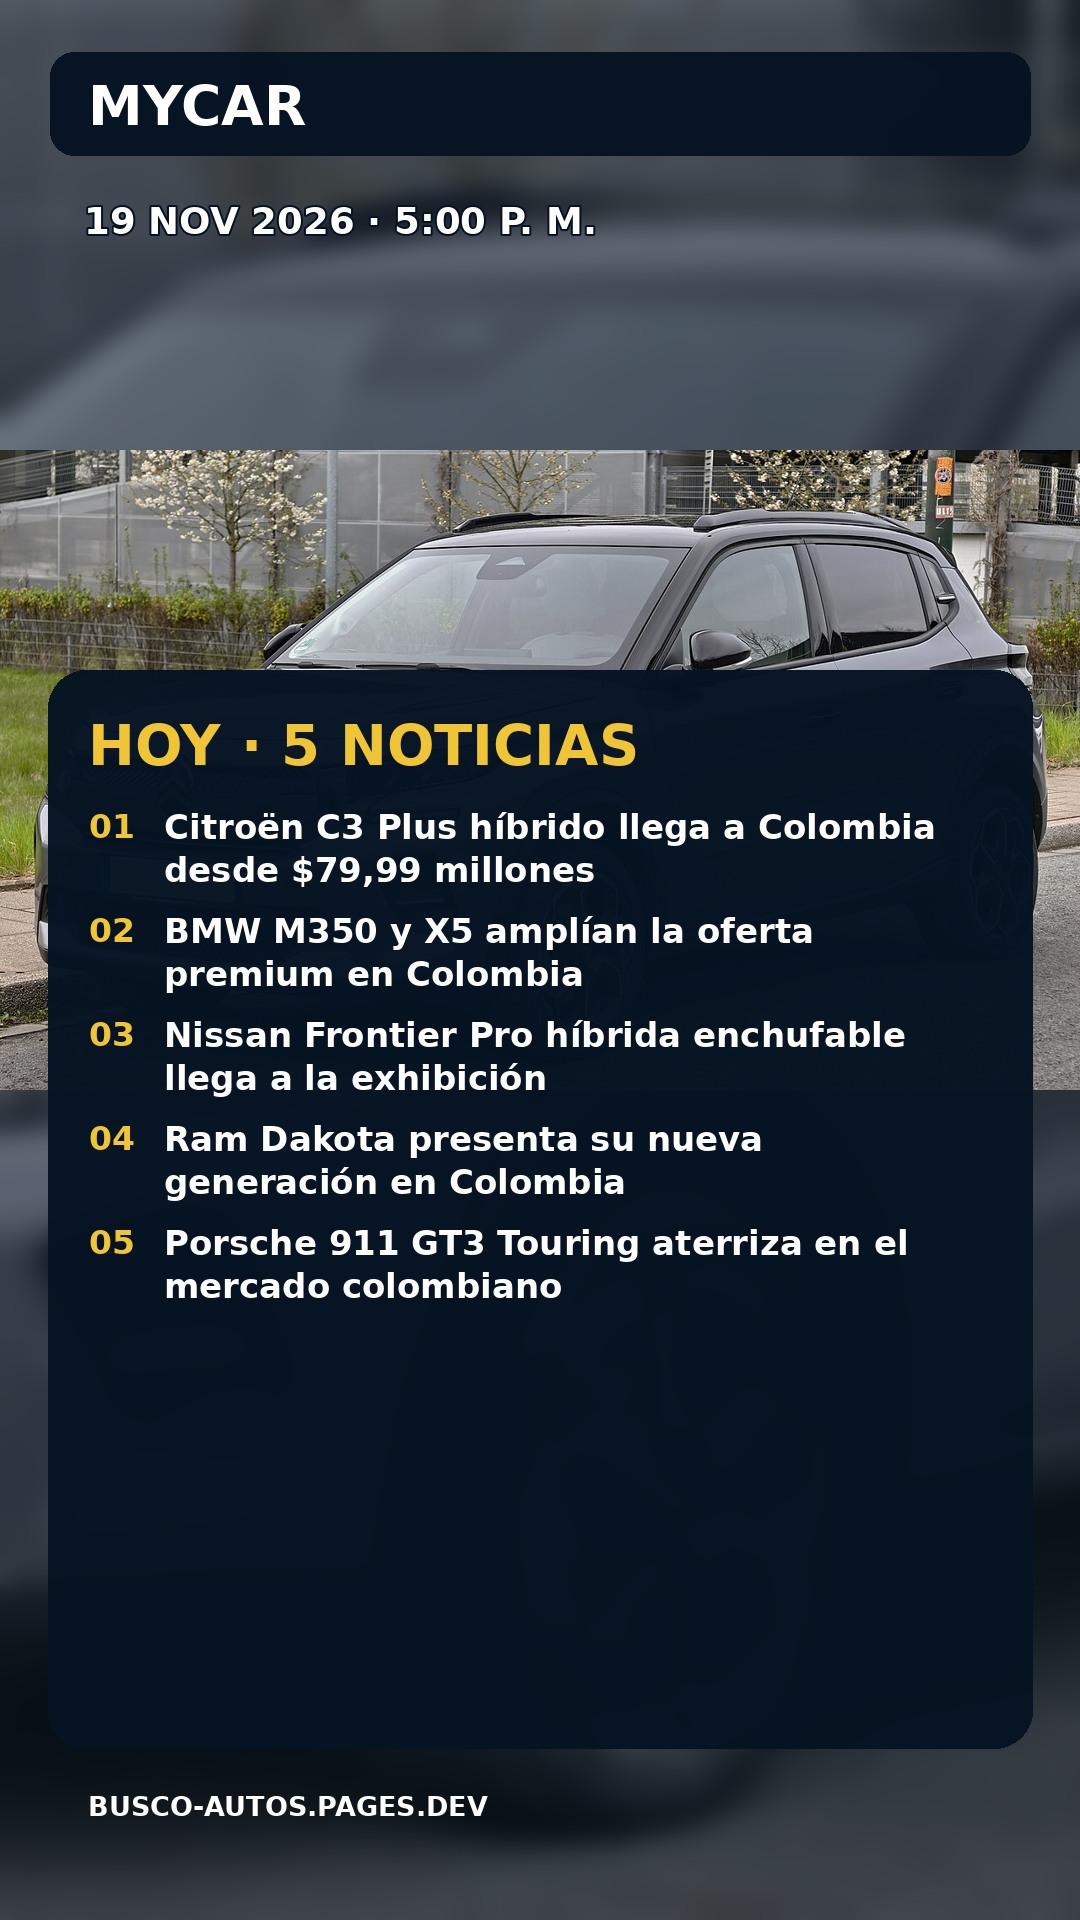 MYCAR
19 NOV 2026 · 5:00 P. M.
HOY · 5 NOTICIAS
01 Citroën C3 Plus híbrido llega a Colombia
desde $79,99 millones
02 BMW M350 y X5 amplían la oferta
premium en Colombia
03 Nissan Frontier Pro híbrida enchufable
llega a la exhibición
04 Ram Dakota presenta su nueva
generación en Colombia
05 Porsche 911 GT3 Touring aterriza en el
mercado colombiano
BUSCO-AUTOS.PAGES.DEV